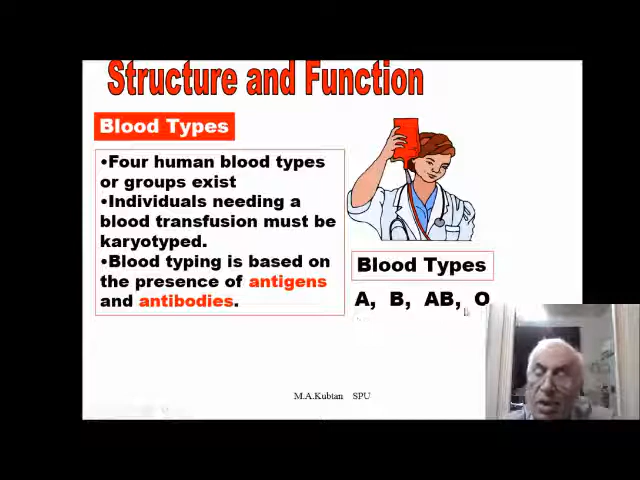 Structure and Function
Blood Types
•Four human blood types
or groups exist
•Individuals needing a
blood transfusion must be
karyotyped.
•Blood typing is based on
the presence of antigens
and antibodies.
Blood Types
A, B, AB, O
M.A.Kubtan SPU